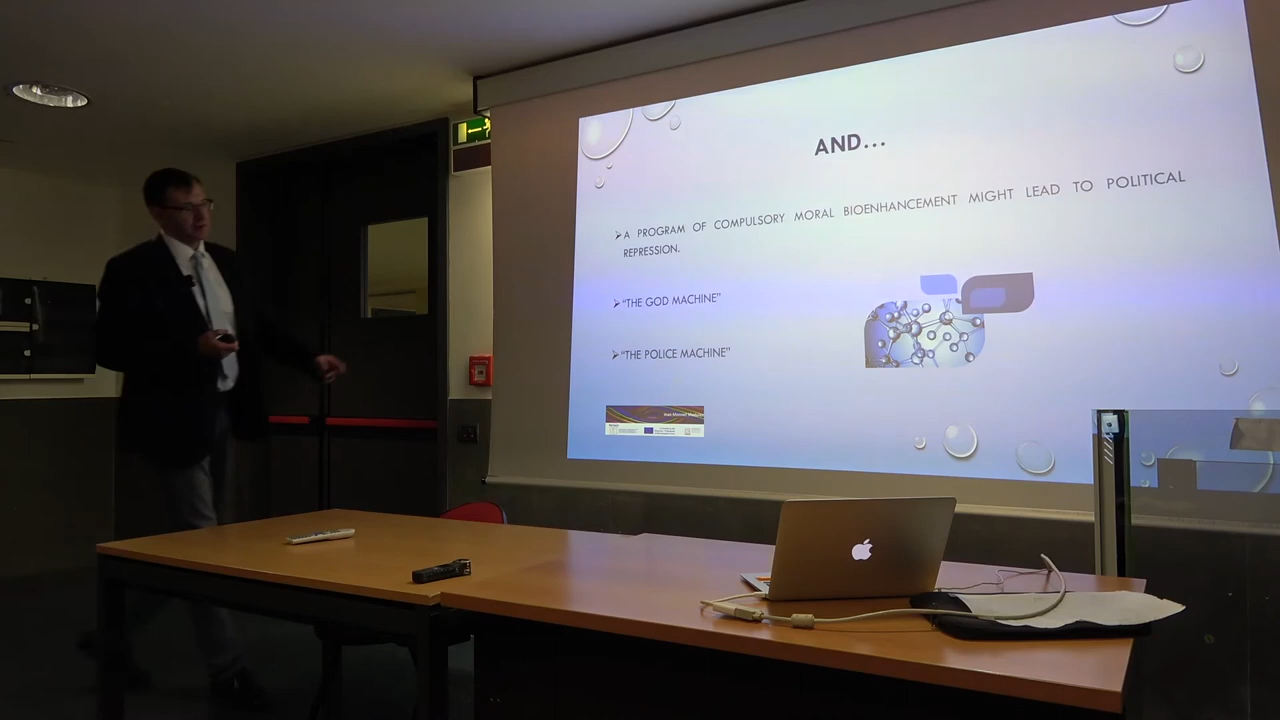 AND...
➢A PROGRAM OF COMPULSORY MORAL BIOENHANCEMENT MIGHT LEAD TO POLITICAL
REPRESSION.
➢"THE GOD MACHINE"
➢"THE POLICE MACHINE"